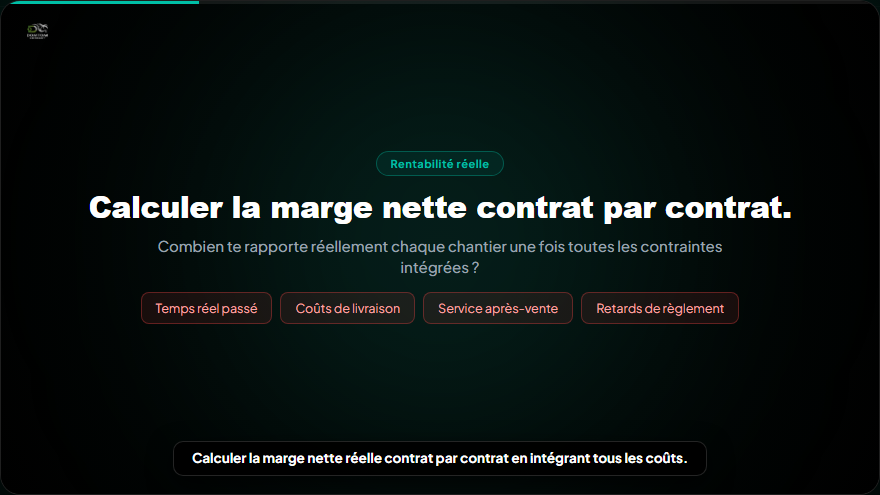 Rentabilité réelle
Calculer la marge nette contrat par contrat.
Combien te rapporte réellement chaque chantier une fois toutes les contraintes
intégrées ?
Temps réel passé
Coûts de livraison
Service après-vente
Retards de règlement
Calculer la marge nette réelle contrat par contrat en intégrant tous les coûts.